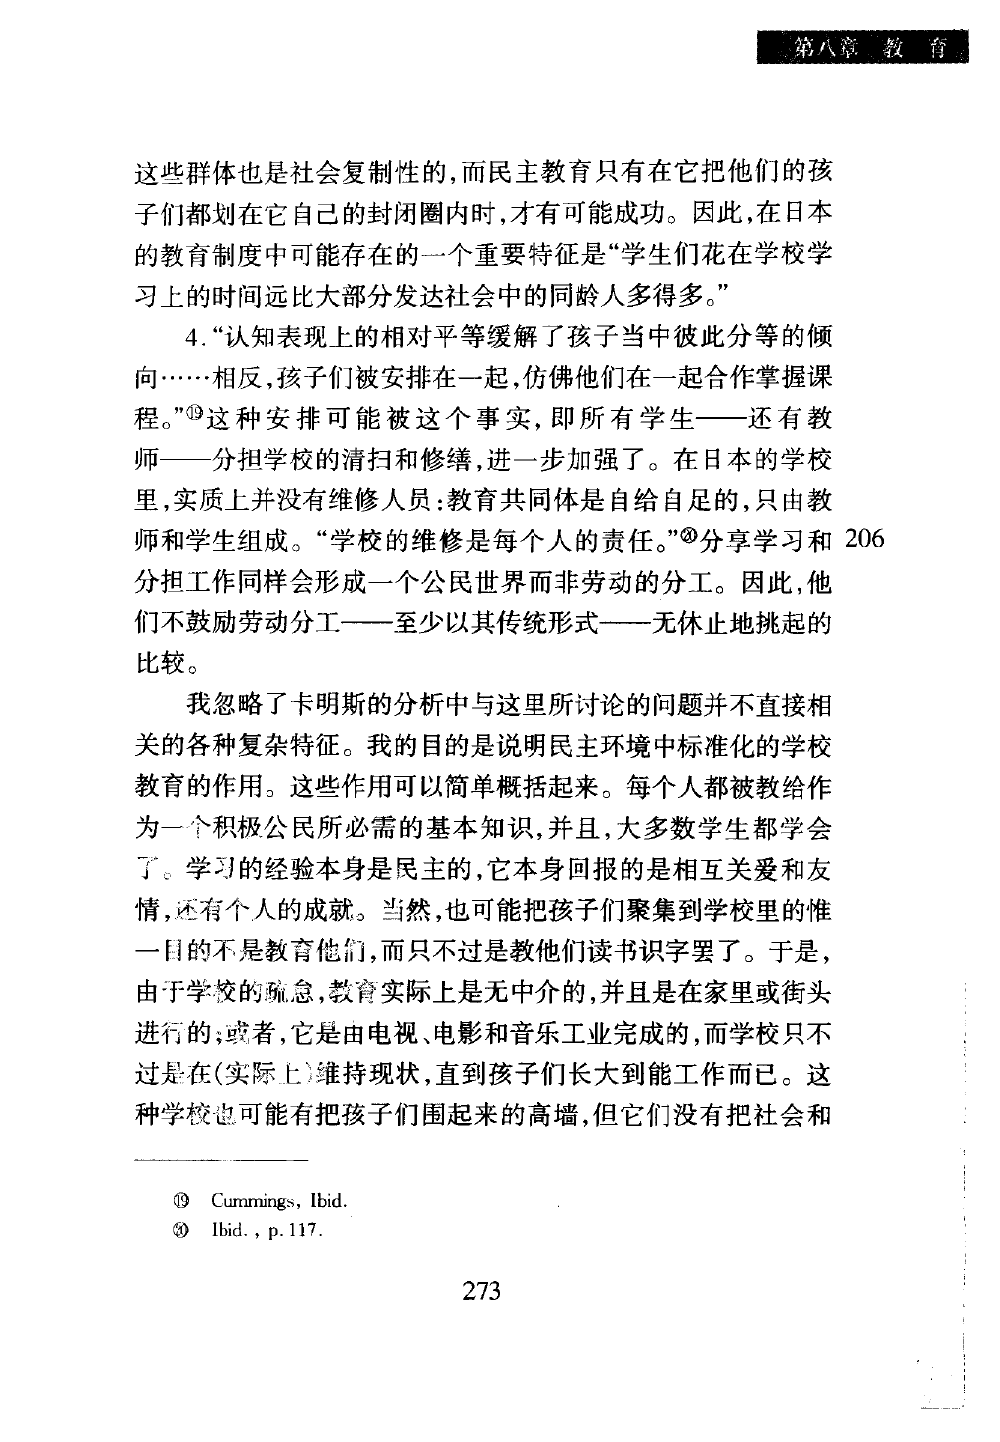 第八章 教 育
这些群体也是社会复制性的,而民主教育只有在它把他们的孩
子们都划在它自己的封闭圈内时,才有可能成功。因此,在日本
的教育制度中可能存在的一个重要特征是“学生们花在学校学
习上的时间远比大部分发达社会中的同龄人多得多。”
4.“认知表现上的相对平等缓解了孩子当中彼此分等的倾
向……相反,孩子们被安排在一起,仿佛他们在一起合作掌握课
程。”⑲这种安排可能被这个事实,即所有学生——还有教
师——分担学校的清扫和修缮,进一步加强了。在日本的学校
里,实质上并没有维修人员:教育共同体是自给自足的,只由教
师和学生组成。“学校的维修是每个人的责任。”⑳分享学习和 206
分担工作同样会形成一个公民世界而非劳动的分工。因此,他
们不鼓励劳动分工——至少以其传统形式——无休止地挑起的
比较。
我忽略了卡明斯的分析中与这里所讨论的问题并不直接相
关的各种复杂特征。我的目的是说明民主环境中标准化的学校
教育的作用。这些作用可以简单概括起来。每个人都被教给作
为一个积极公民所必需的基本知识,并且,大多数学生都学会
了。学习的经验本身是民主的,它本身回报的是相互关爱和友
情,还有个人的成就。当然,也可能把孩子们聚集到学校里的惟
一目的不是教育他们,而只不过是教他们读书识字罢了。于是,
由于学校的疏怠,教育实际上是无中介的,并且是在家里或街头
进行的;或者,它是由电视、电影和音乐工业完成的,而学校只不
过是在(实际上)维持现状,直到孩子们长大到能工作而已。这
种学校也可能有把孩子们围起来的高墙,但它们没有把社会和
⑲ Cummings, Ibid.
⑳ Ibid. , p. 117.
273